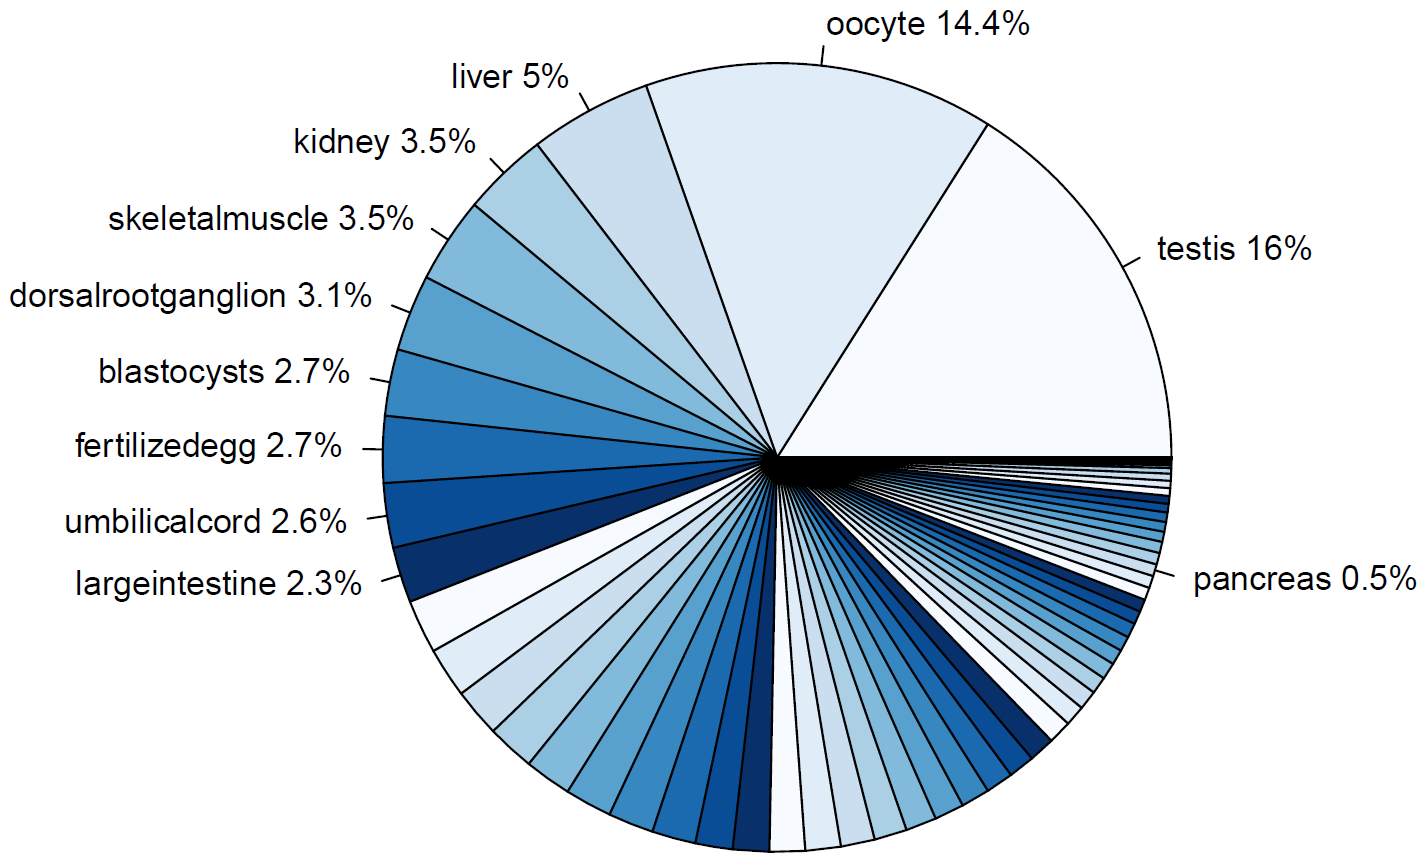 oocyte 14.4%
liver 5%
kidney 3.5%
skeletalmuscle 3.5%
testis 16%
dorsalrootganglion 3.1%
blastocysts 2.7%
fertilizedegg 2.7%
umbilicalcord 2.6%
largeintestine 2.3%
pancreas 0.5%